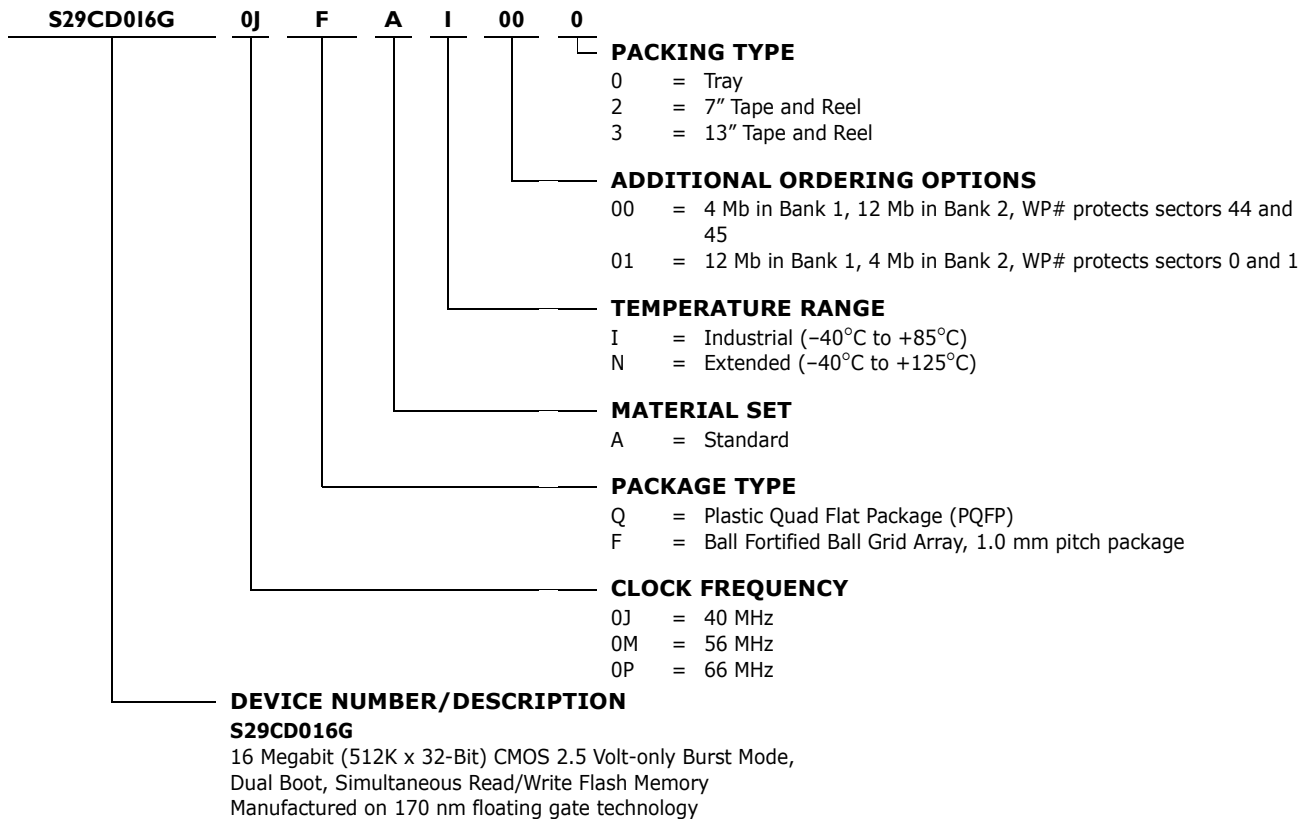 S29CD016G 0J F A I 00 0
PACKING TYPE
0 = Tray
2 = 7” Tape and Reel
3 = 13” Tape and Reel
ADDITIONAL ORDERING OPTIONS
00 = 4 Mb in Bank 1, 12 Mb in Bank 2, WP# protects sectors 44 and
45
01 = 12 Mb in Bank 1, 4 Mb in Bank 2, WP# protects sectors 0 and 1
TEMPERATURE RANGE
I = Industrial (–40°C to +85°C)
N = Extended (–40°C to +125°C)
MATERIAL SET
A = Standard
PACKAGE TYPE
Q = Plastic Quad Flat Package (PQFP)
F = Ball Fortified Ball Grid Array, 1.0 mm pitch package
CLOCK FREQUENCY
0J = 40 MHz
0M = 56 MHz
0P = 66 MHz
DEVICE NUMBER/DESCRIPTION
S29CD016G
16 Megabit (512K x 32-Bit) CMOS 2.5 Volt-only Burst Mode,
Dual Boot, Simultaneous Read/Write Flash Memory
Manufactured on 170 nm floating gate technology